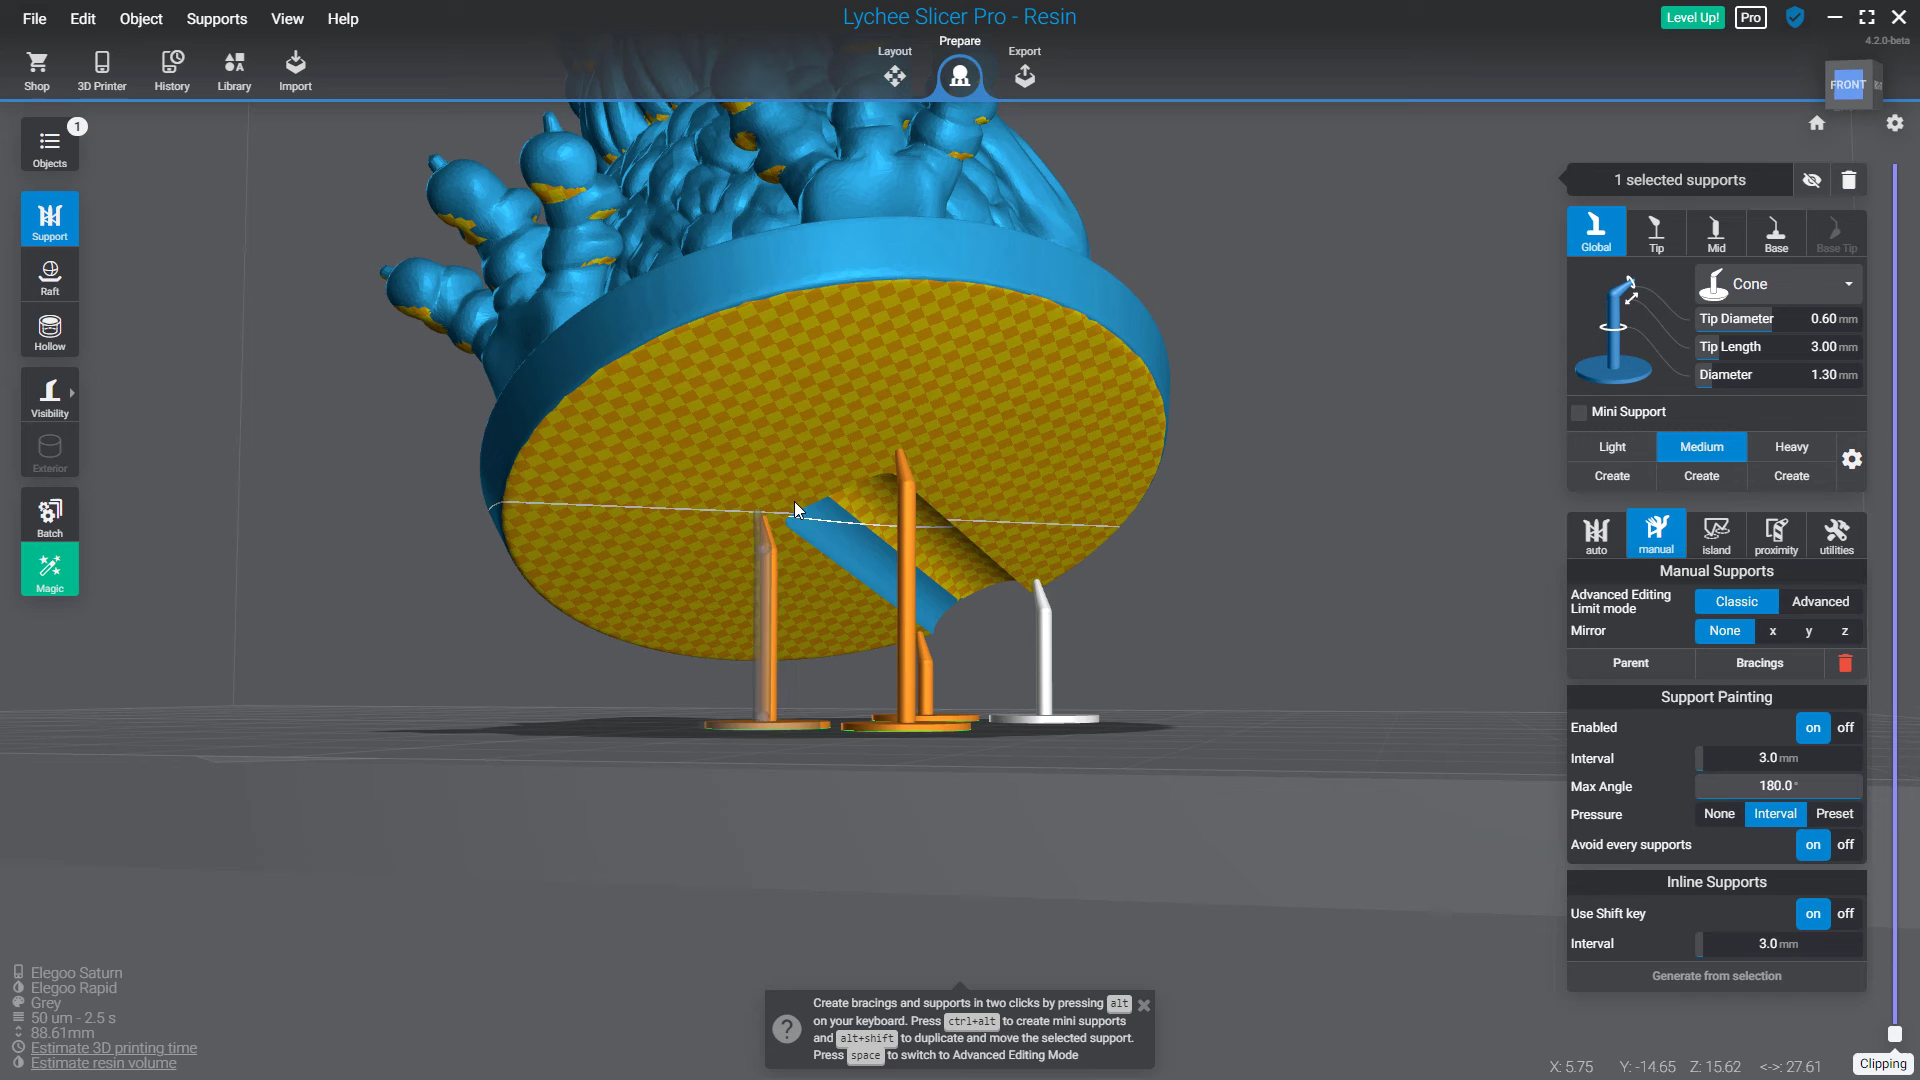 File Edit Object Supports View Help
Lychee Slicer Pro - Resin
Level Up! Pro
4.2.0-beta
Shop 3D Printer History Library Import
Layout Prepare Export
FRONT
1
Objects
Support
Raft
Hollow
Visibility
Exterior
Batch
Magic
1 selected supports
Global Tip Mid Base Base Tip
Cone
Tip Diameter 0.60 mm
Tip Length 3.00 mm
Diameter 1.30 mm
Mini Support
Light Medium Heavy
Create Create Create
auto manual island proximity utilities
Manual Supports
Advanced Editing
Limit mode
Classic Advanced
Mirror None x y z
Parent Bracings
Support Painting
Enabled on off
Interval 3.0 mm
Max Angle 180.0 °
Pressure None Interval Preset
Avoid every supports on off
Inline Supports
Use Shift key on off
Interval 3.0 mm
Generate from selection
Elegoo Saturn
Elegoo Rapid
Grey
50 um - 2.5 s
88.61mm
Estimate 3D printing time
Estimate resin volume
Create bracings and supports in two clicks by pressing alt
on your keyboard. Press ctrl+alt to create mini supports
and alt+shift to duplicate and move the selected support.
Press space to switch to Advanced Editing Mode
X: 5.75 Y: -14.65 Z: 15.62 <->: 27.61
Clipping